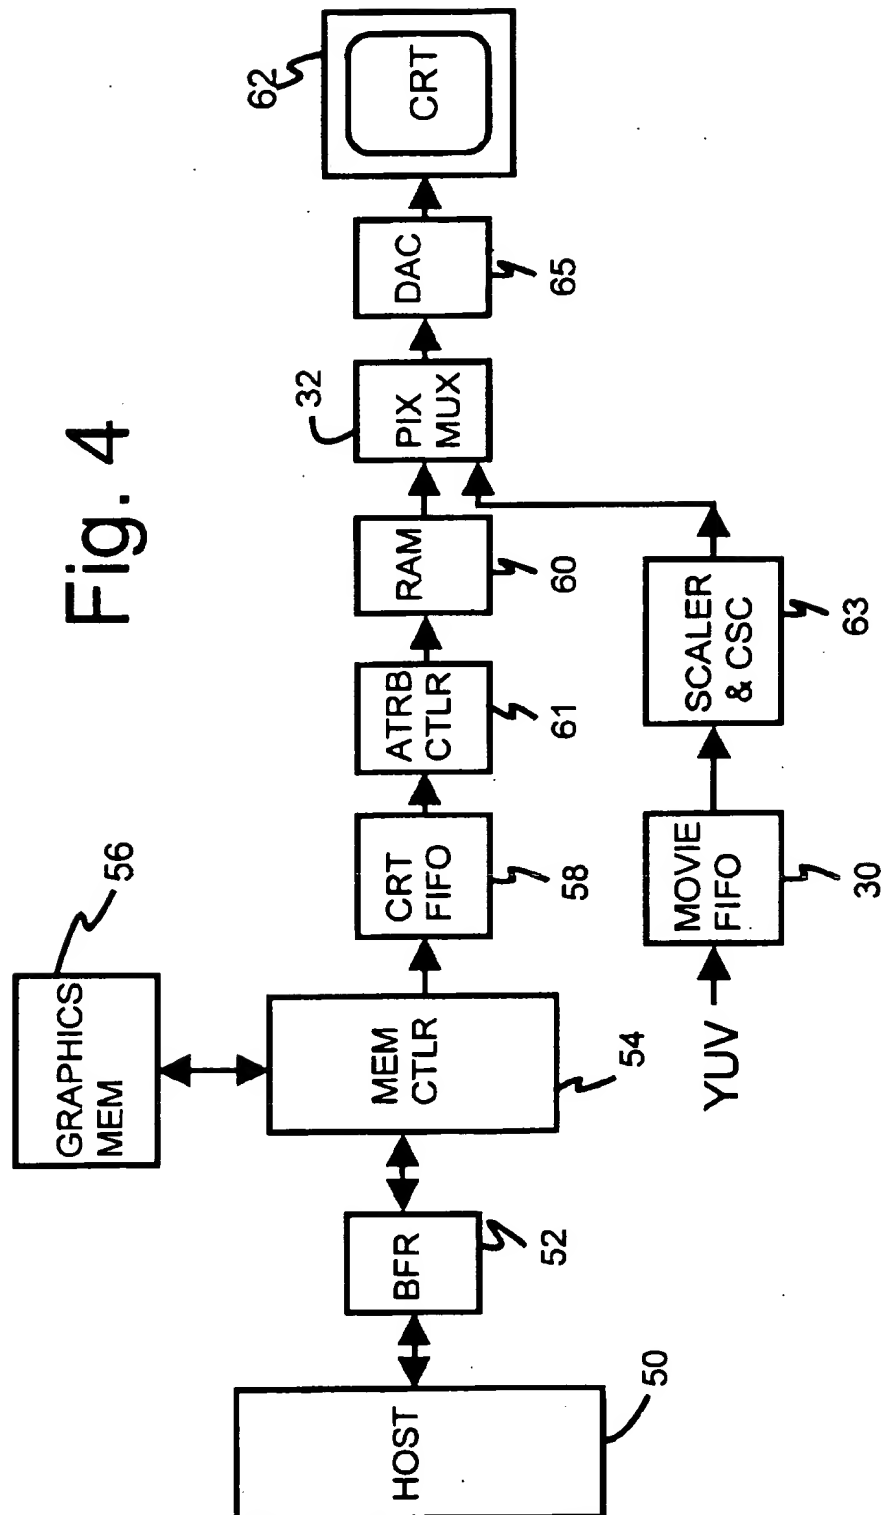 Fig. 4
GRAPHICS
MEM
56
HOST
50
BFR
52
MEM
CTLR
54
CRT
FIFO
58
ATRB
CTLR
61
RAM
60
PIX
MUX
32
DAC
65
CRT
62
YUV
MOVIE
FIFO
30
SCALER
& CSC
63